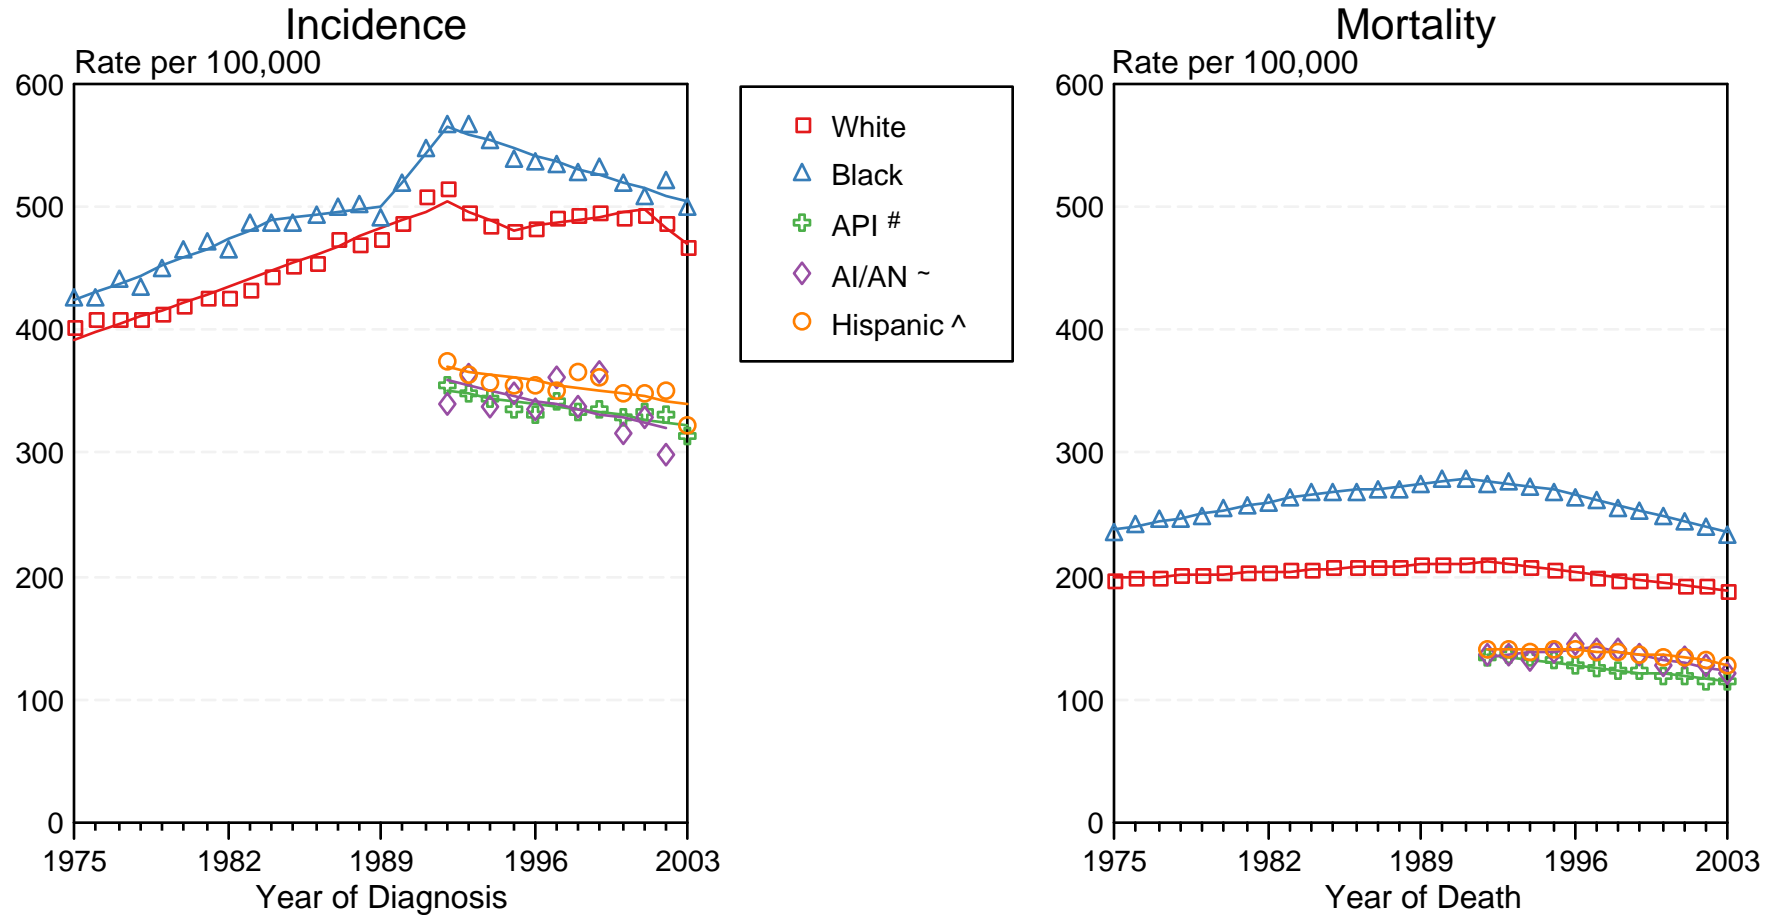 Incidence
Rate per 100,000
600
500
400
300
200
100
0
1975 1982 1989 1996 2003
Year of Diagnosis
White
Black
API #
AI/AN ~
Hispanic ^
Mortality
Rate per 100,000
600
500
400
300
200
100
0
1975 1982 1989 1996 2003
Year of Death